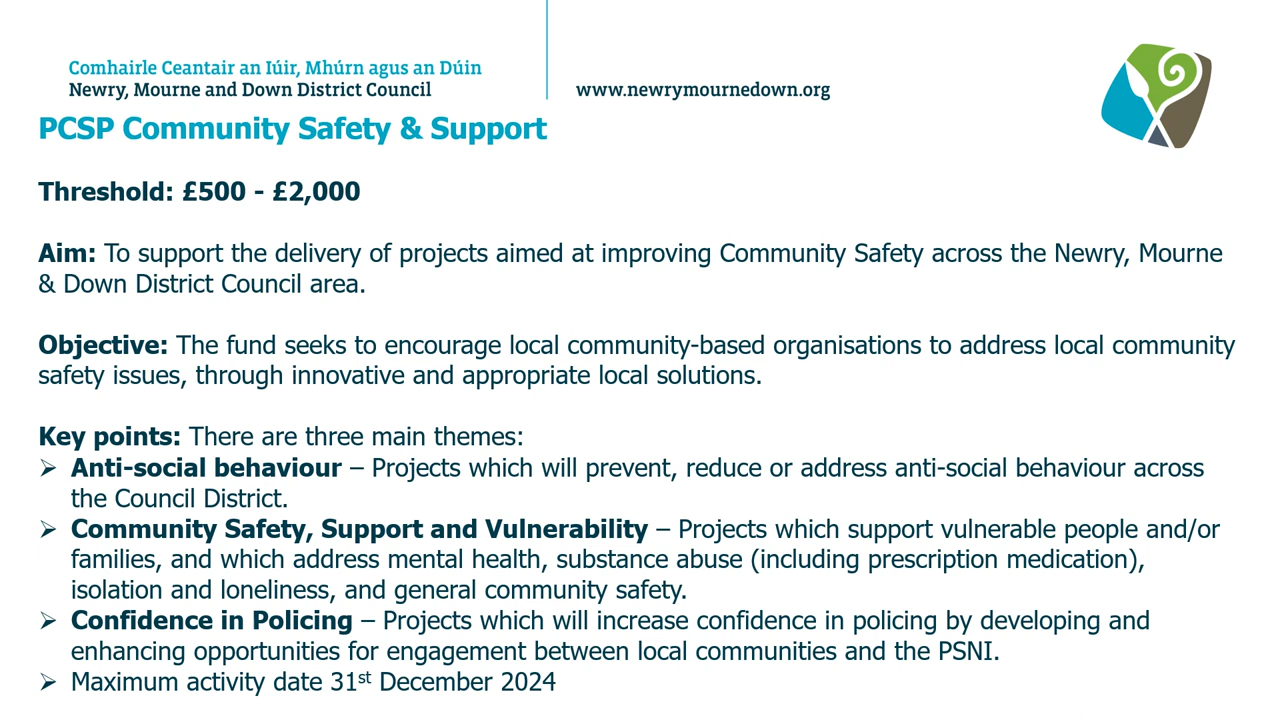 Comhairle Ceantair an Iúir, Mhúrn agus an Dúin
Newry, Mourne and Down District Council
www.newrymournedown.org
PCSP Community Safety & Support
Threshold: £500 - £2,000
Aim: To support the delivery of projects aimed at improving Community Safety across the Newry, Mourne
& Down District Council area.
Objective: The fund seeks to encourage local community-based organisations to address local community
safety issues, through innovative and appropriate local solutions.
Key points: There are three main themes:
➢ Anti-social behaviour – Projects which will prevent, reduce or address anti-social behaviour across
the Council District.
➢ Community Safety, Support and Vulnerability – Projects which support vulnerable people and/or
families, and which address mental health, substance abuse (including prescription medication),
isolation and loneliness, and general community safety.
➢ Confidence in Policing – Projects which will increase confidence in policing by developing and
enhancing opportunities for engagement between local communities and the PSNI.
➢ Maximum activity date 31st December 2024